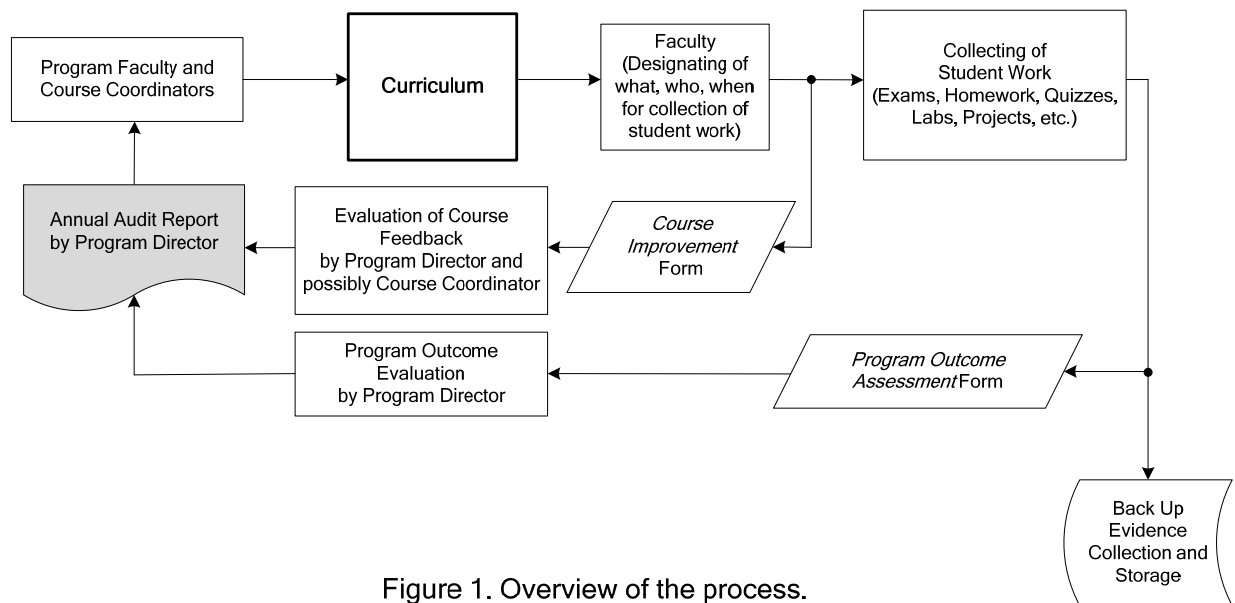 Program Faculty and
Course Coordinators
Curriculum
Faculty
(Designating of
what, who, when
for collection of
student work)
Collecting of
Student Work
(Exams, Homework, Quizzes,
Labs, Projects, etc.)
Annual Audit Report
by Program Director
Evaluation of Course
Feedback
by Program Director and
possibly Course Coordinator
Course
Improvement
Form
Program Outcome
Evaluation
by Program Director
Program Outcome
Assessment Form
Back Up
Evidence
Collection and
Storage
Figure 1. Overview of the process.